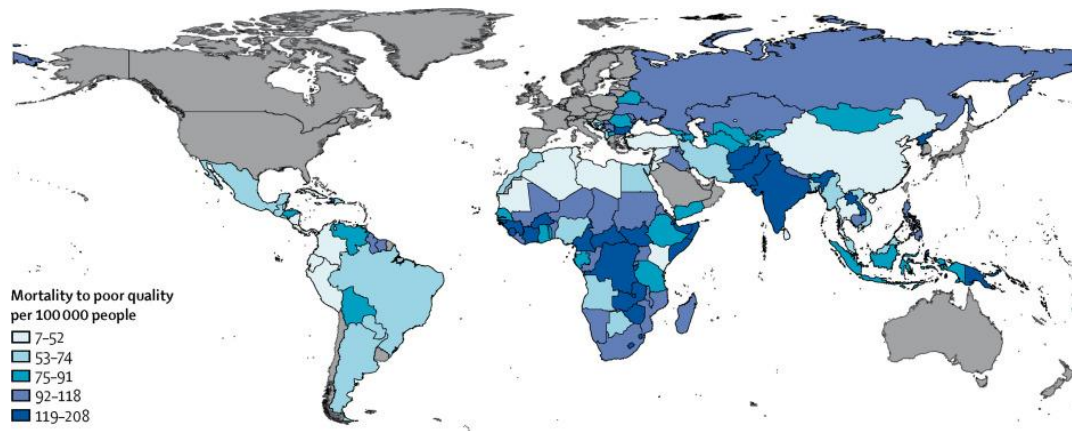 Mortality to poor quality
per 100 000 people
7–52
53–74
75–91
92–118
119–208